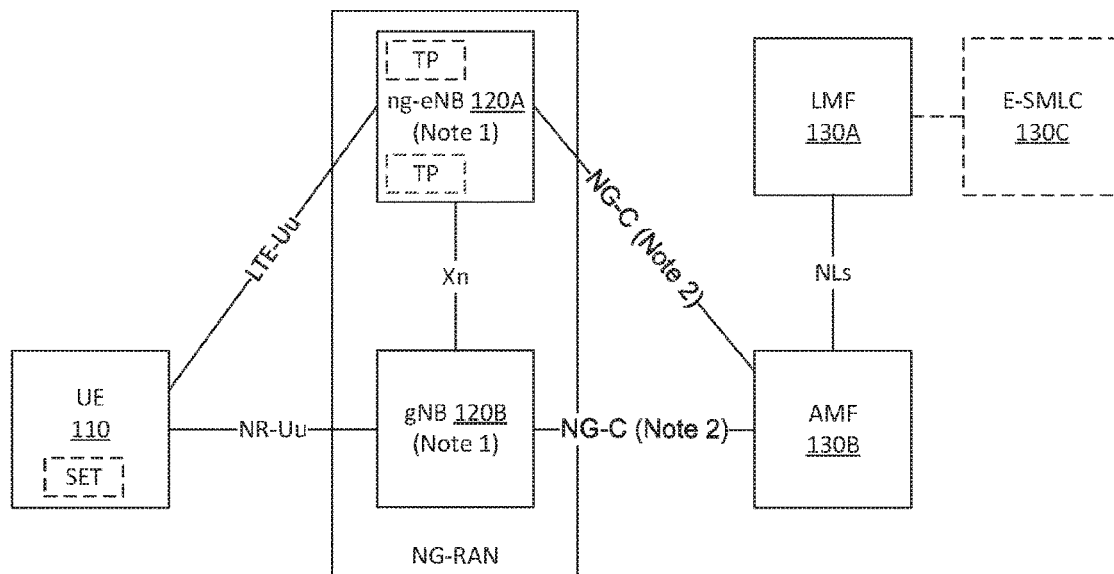 TP
ng-eNB 120A
(Note 1)
TP
LMF
130A
E-SMLC
130C
LTE-Uu
NG-C (Note 2)
Xn
NLs
UE
110
SET
NR-Uu
gNB 120B
(Note 1)
NG-C (Note 2)
AMF
130B
NG-RAN